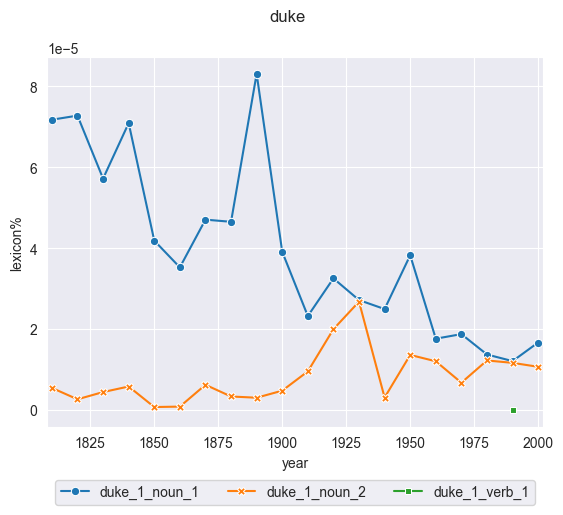 duke
1e−5
8
6
4
2
0
lexicon%
1825 1850 1875 1900 1925 1950 1975 2000
year
duke_1_noun_1 duke_1_noun_2 duke_1_verb_1